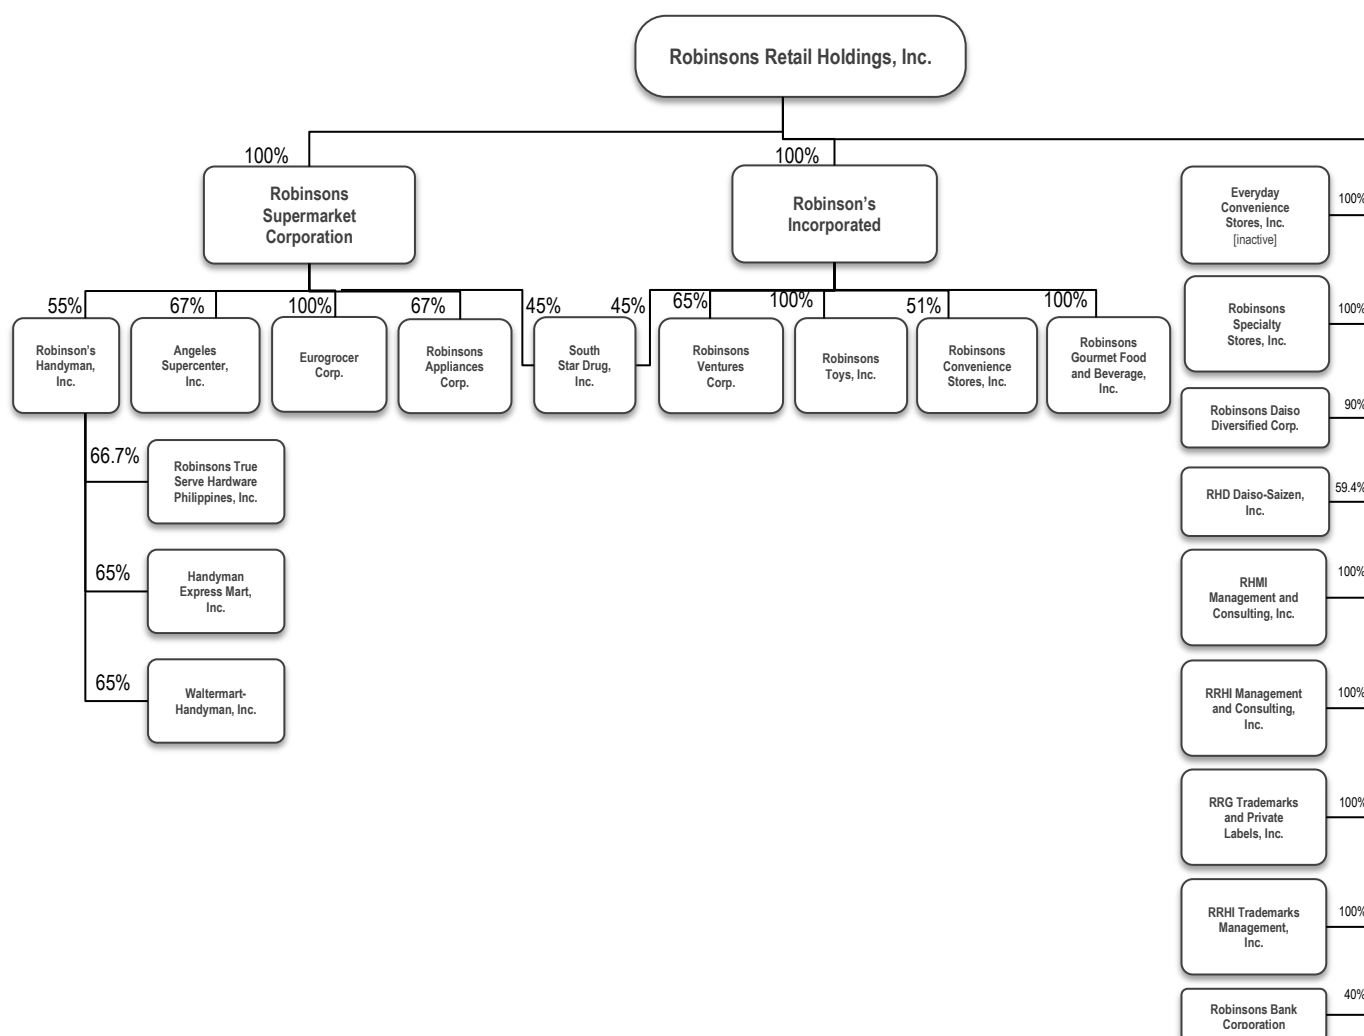 Robinsons Retail Holdings, Inc.
100%
Robinsons
Supermarket
Corporation
100%
Robinson's
Incorporated
55%
Robinson's
Handyman,
Inc.
67%
Angeles
Supercenter,
Inc.
100%
Eurogrocer
Corp.
67%
Robinsons
Appliances
Corp.
45%
45%
South
Star Drug,
Inc.
65%
Robinsons
Ventures
Corp.
100%
Robinsons
Toys, Inc.
51%
Robinsons
Convenience
Stores, Inc.
100%
Robinsons
Gourmet Food
and Beverage,
Inc.
66.7%
Robinsons True
Serve Hardware
Philippines, Inc.
65%
Handyman
Express Mart,
Inc.
65%
Waltermart-
Handyman, Inc.
Everyday
Convenience
Stores, Inc.
[inactive]
100%
Robinsons
Specialty
Stores, Inc.
100%
Robinsons Daiso
Diversified Corp.
90%
RHD Daiso-Saizen,
Inc.
59.4%
RHMI
Management and
Consulting, Inc.
100%
RRHI Management
and Consulting,
Inc.
100%
RRG Trademarks
and Private
Labels, Inc.
100%
RRHI Trademarks
Management,
Inc.
100%
Robinsons Bank
Corporation
40%